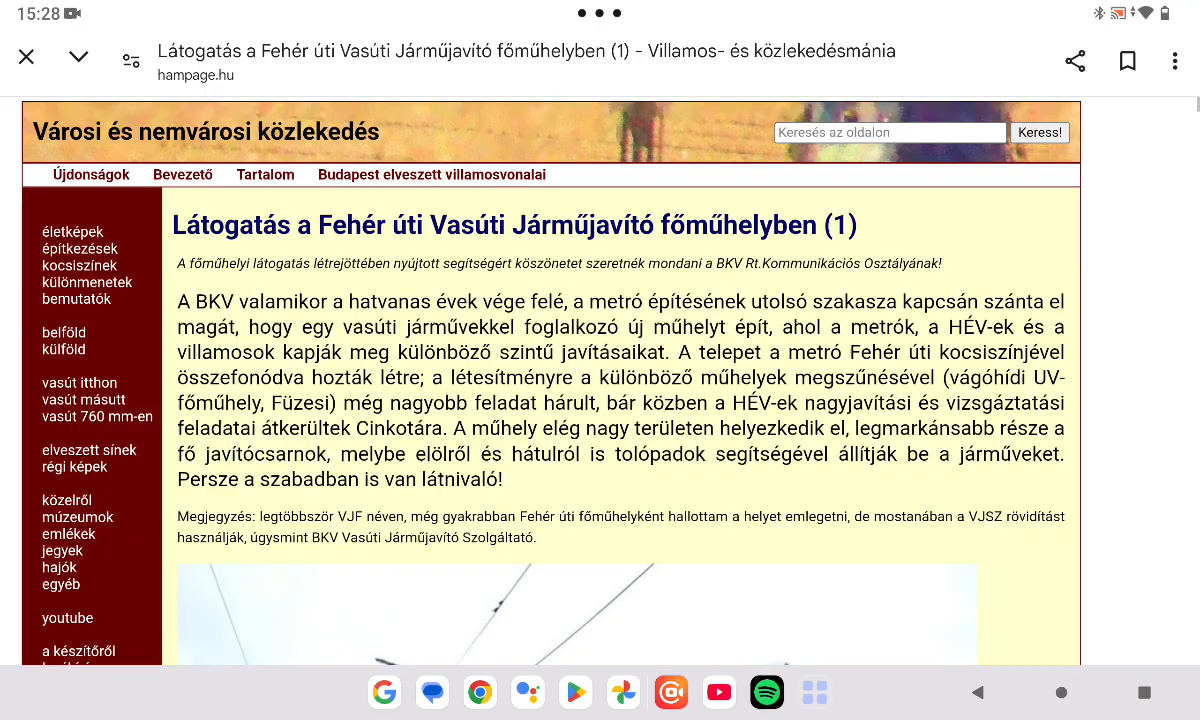 15:28
Látogatás a Fehér úti Vasúti Járműjavító főműhelyben (1) - Villamos- és közlekedésmánia
hampage.hu
Városi és nemvárosi közlekedés
Keresés az oldalon
Keress!
Újdonságok Bevezető Tartalom Budapest elveszett villamosvonalai
életképek
építkezések
kocsiszínek
különmenetek
bemutatók
belföld
külföld
vasút itthon
vasút másutt
vasút 760 mm-en
elveszett sínek
régi képek
közelről
múzeumok
emlékek
jegyek
hajók
egyéb
youtube
a készítőről
Látogatás a Fehér úti Vasúti Járműjavító főműhelyben (1)
A főműhelyi látogatás létrejöttében nyújtott segítségért köszönetet szeretnék mondani a BKV Rt.Kommunikációs Osztályának!
A BKV valamikor a hatvanas évek vége felé, a metró építésének utolsó szakasza kapcsán szánta el
magát, hogy egy vasúti járművekkel foglalkozó új műhelyt épít, ahol a metrók, a HÉV-ek és a
villamosok kapják meg különböző szintű javításaikat. A telepet a metró Fehér úti kocsiszínjével
összefonódva hozták létre; a létesítményre a különböző műhelyek megszűnésével (vágóhídi UV-
főműhely, Füzesi) még nagyobb feladat hárult, bár közben a HÉV-ek nagyjavítási és vizsgáztatási
feladatai átkerültek Cinkotára. A műhely elég nagy területen helyezkedik el, legmarkánsabb része a
fő javítócsarnok, melybe elölről és hátulról is tolópadok segítségével állítják be a járműveket.
Persze a szabadban is van látnivaló!
Megjegyzés: legtöbbször VJF néven, még gyakrabban Fehér úti főműhelyként hallottam a helyet emlegetni, de mostanában a VJSZ rövidítást
használják, úgysmint BKV Vasúti Járműjavító Szolgáltató.